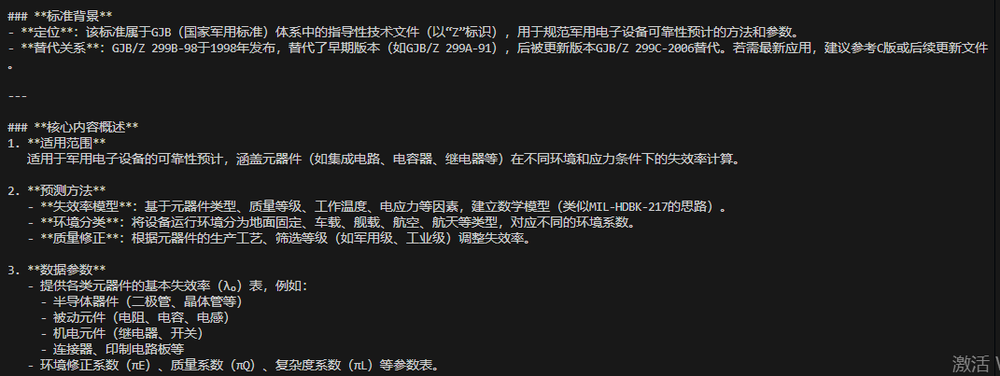 ### **标准背景**
- **定位**: 该标准属于GJB（国家军用标准）体系中的指导性技术文件（以“Z”标识）, 用于规范军用电子设备可靠性预计的方法和参数。
- **替代关系**: GJB/Z 299B-98于1998年发布, 替代了早期版本（如GJB/Z 299A-91）, 后被更新版本GJB/Z 299C-2006替代。若需最新应用, 建议参考C版或后续更新文件
。
---
### **核心内容概述**
1. **适用范围**
适用于军用电子设备的可靠性预计, 涵盖元器件（如集成电路、电容器、继电器等）在不同环境和应力条件下的失效率计算。
2. **预测方法**
- **失效率模型**: 基于元器件类型、质量等级、工作温度、电应力等因素, 建立数学模型（类似MIL-HDBK-217的思路）。
- **环境分类**: 将设备运行环境分为地面固定、车载、舰载、航空、航天等类型, 对应不同的环境系数。
- **质量修正**: 根据元器件的生产工艺、筛选等级（如军用级、工业级）调整失效率。
3. **数据参数**
- 提供各类元器件的基本失效率（λ₀）表, 例如:
- 半导体器件（二极管、晶体管等）
- 被动元件（电阻、电容、电感）
- 机电元件（继电器、开关）
- 连接器、印制电路板等
- 环境修正系数（πE）、质量系数（πQ）、复杂度系数（πL）等参数表。
激活